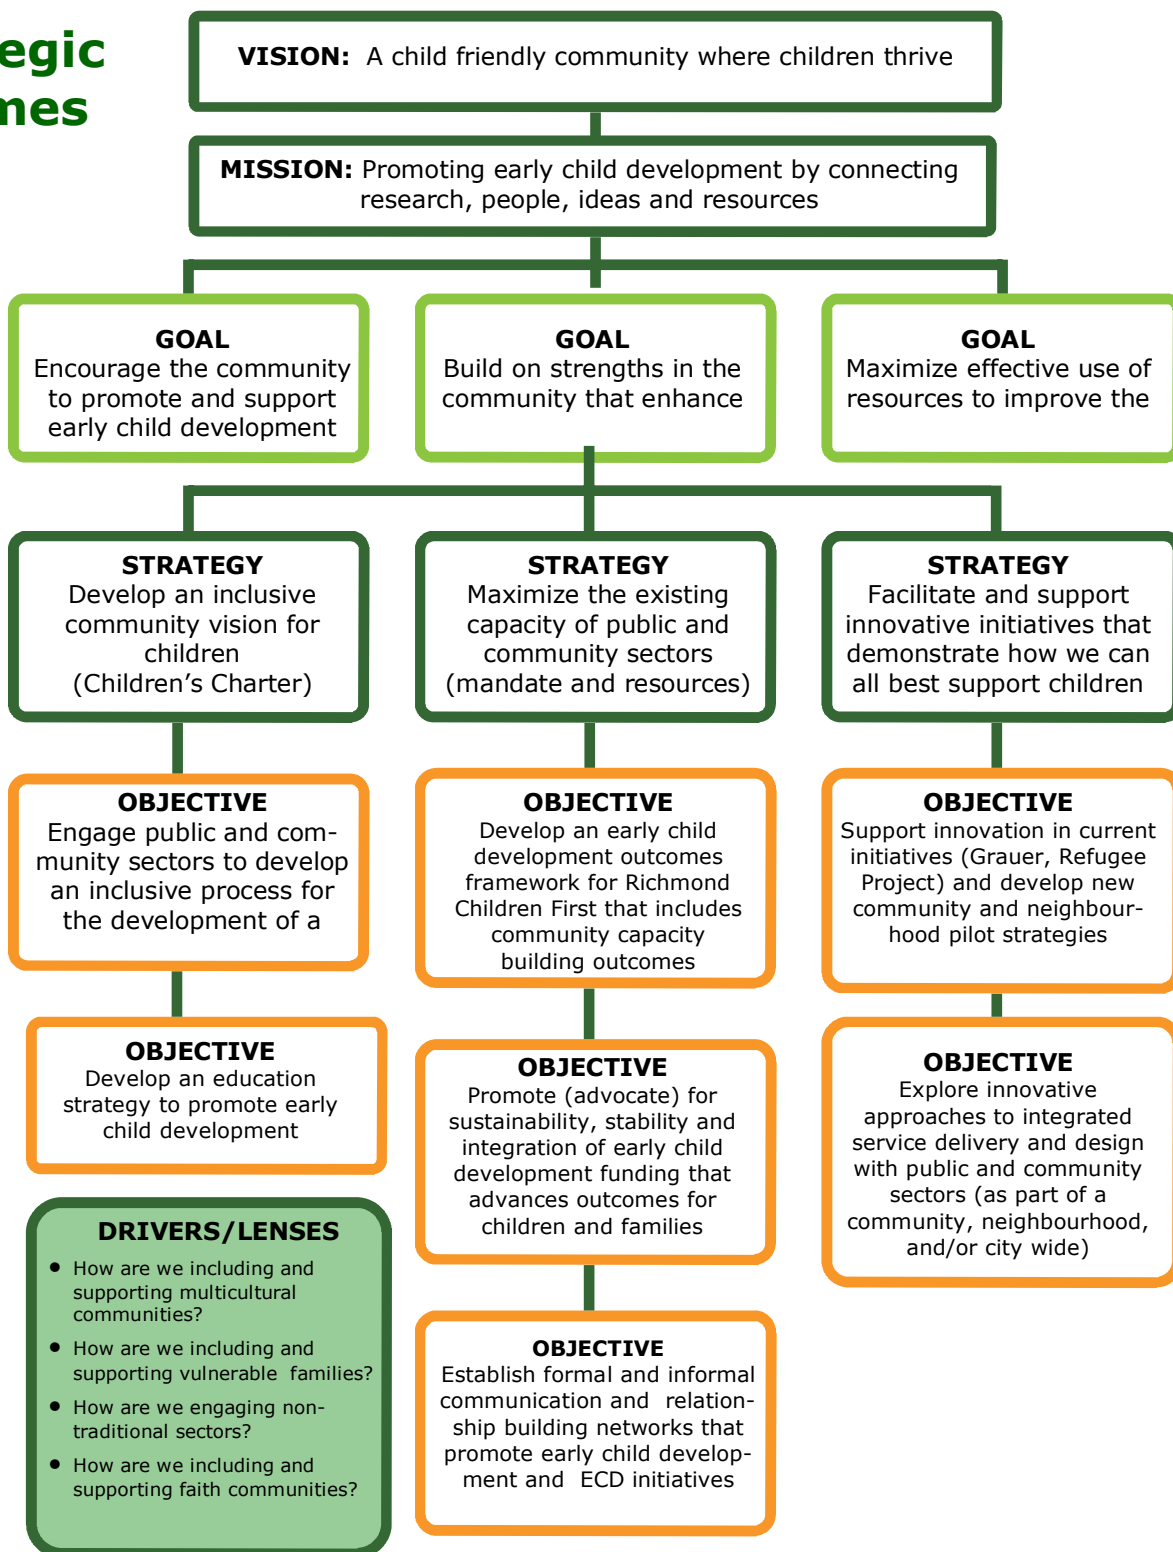 egic
mes
VISION: A child friendly community where children thrive
MISSION: Promoting early child development by connecting
research, people, ideas and resources
GOAL
Encourage the community
to promote and support
early child development
GOAL
Build on strengths in the
community that enhance
GOAL
Maximize effective use of
resources to improve the
STRATEGY
Develop an inclusive
community vision for
children
(Children’s Charter)
STRATEGY
Maximize the existing
capacity of public and
community sectors
(mandate and resources)
STRATEGY
Facilitate and support
innovative initiatives that
demonstrate how we can
all best support children
OBJECTIVE
Engage public and com-
munity sectors to develop
an inclusive process for
the development of a
OBJECTIVE
Develop an early child
development outcomes
framework for Richmond
Children First that includes
community capacity
building outcomes
OBJECTIVE
Support innovation in current
initiatives (Grauer, Refugee
Project) and develop new
community and neighbour-
hood pilot strategies
OBJECTIVE
Develop an education
strategy to promote early
child development
OBJECTIVE
Promote (advocate) for
sustainability, stability and
integration of early child
development funding that
advances outcomes for
children and families
OBJECTIVE
Explore innovative
approaches to integrated
service delivery and design
with public and community
sectors (as part of a
community, neighbourhood,
and/or city wide)
DRIVERS/LENSES
• How are we including and
supporting multicultural
communities?
• How are we including and
supporting vulnerable families?
• How are we engaging non-
traditional sectors?
• How are we including and
supporting faith communities?
OBJECTIVE
Establish formal and informal
communication and relation-
ship building networks that
promote early child develop-
ment and ECD initiatives